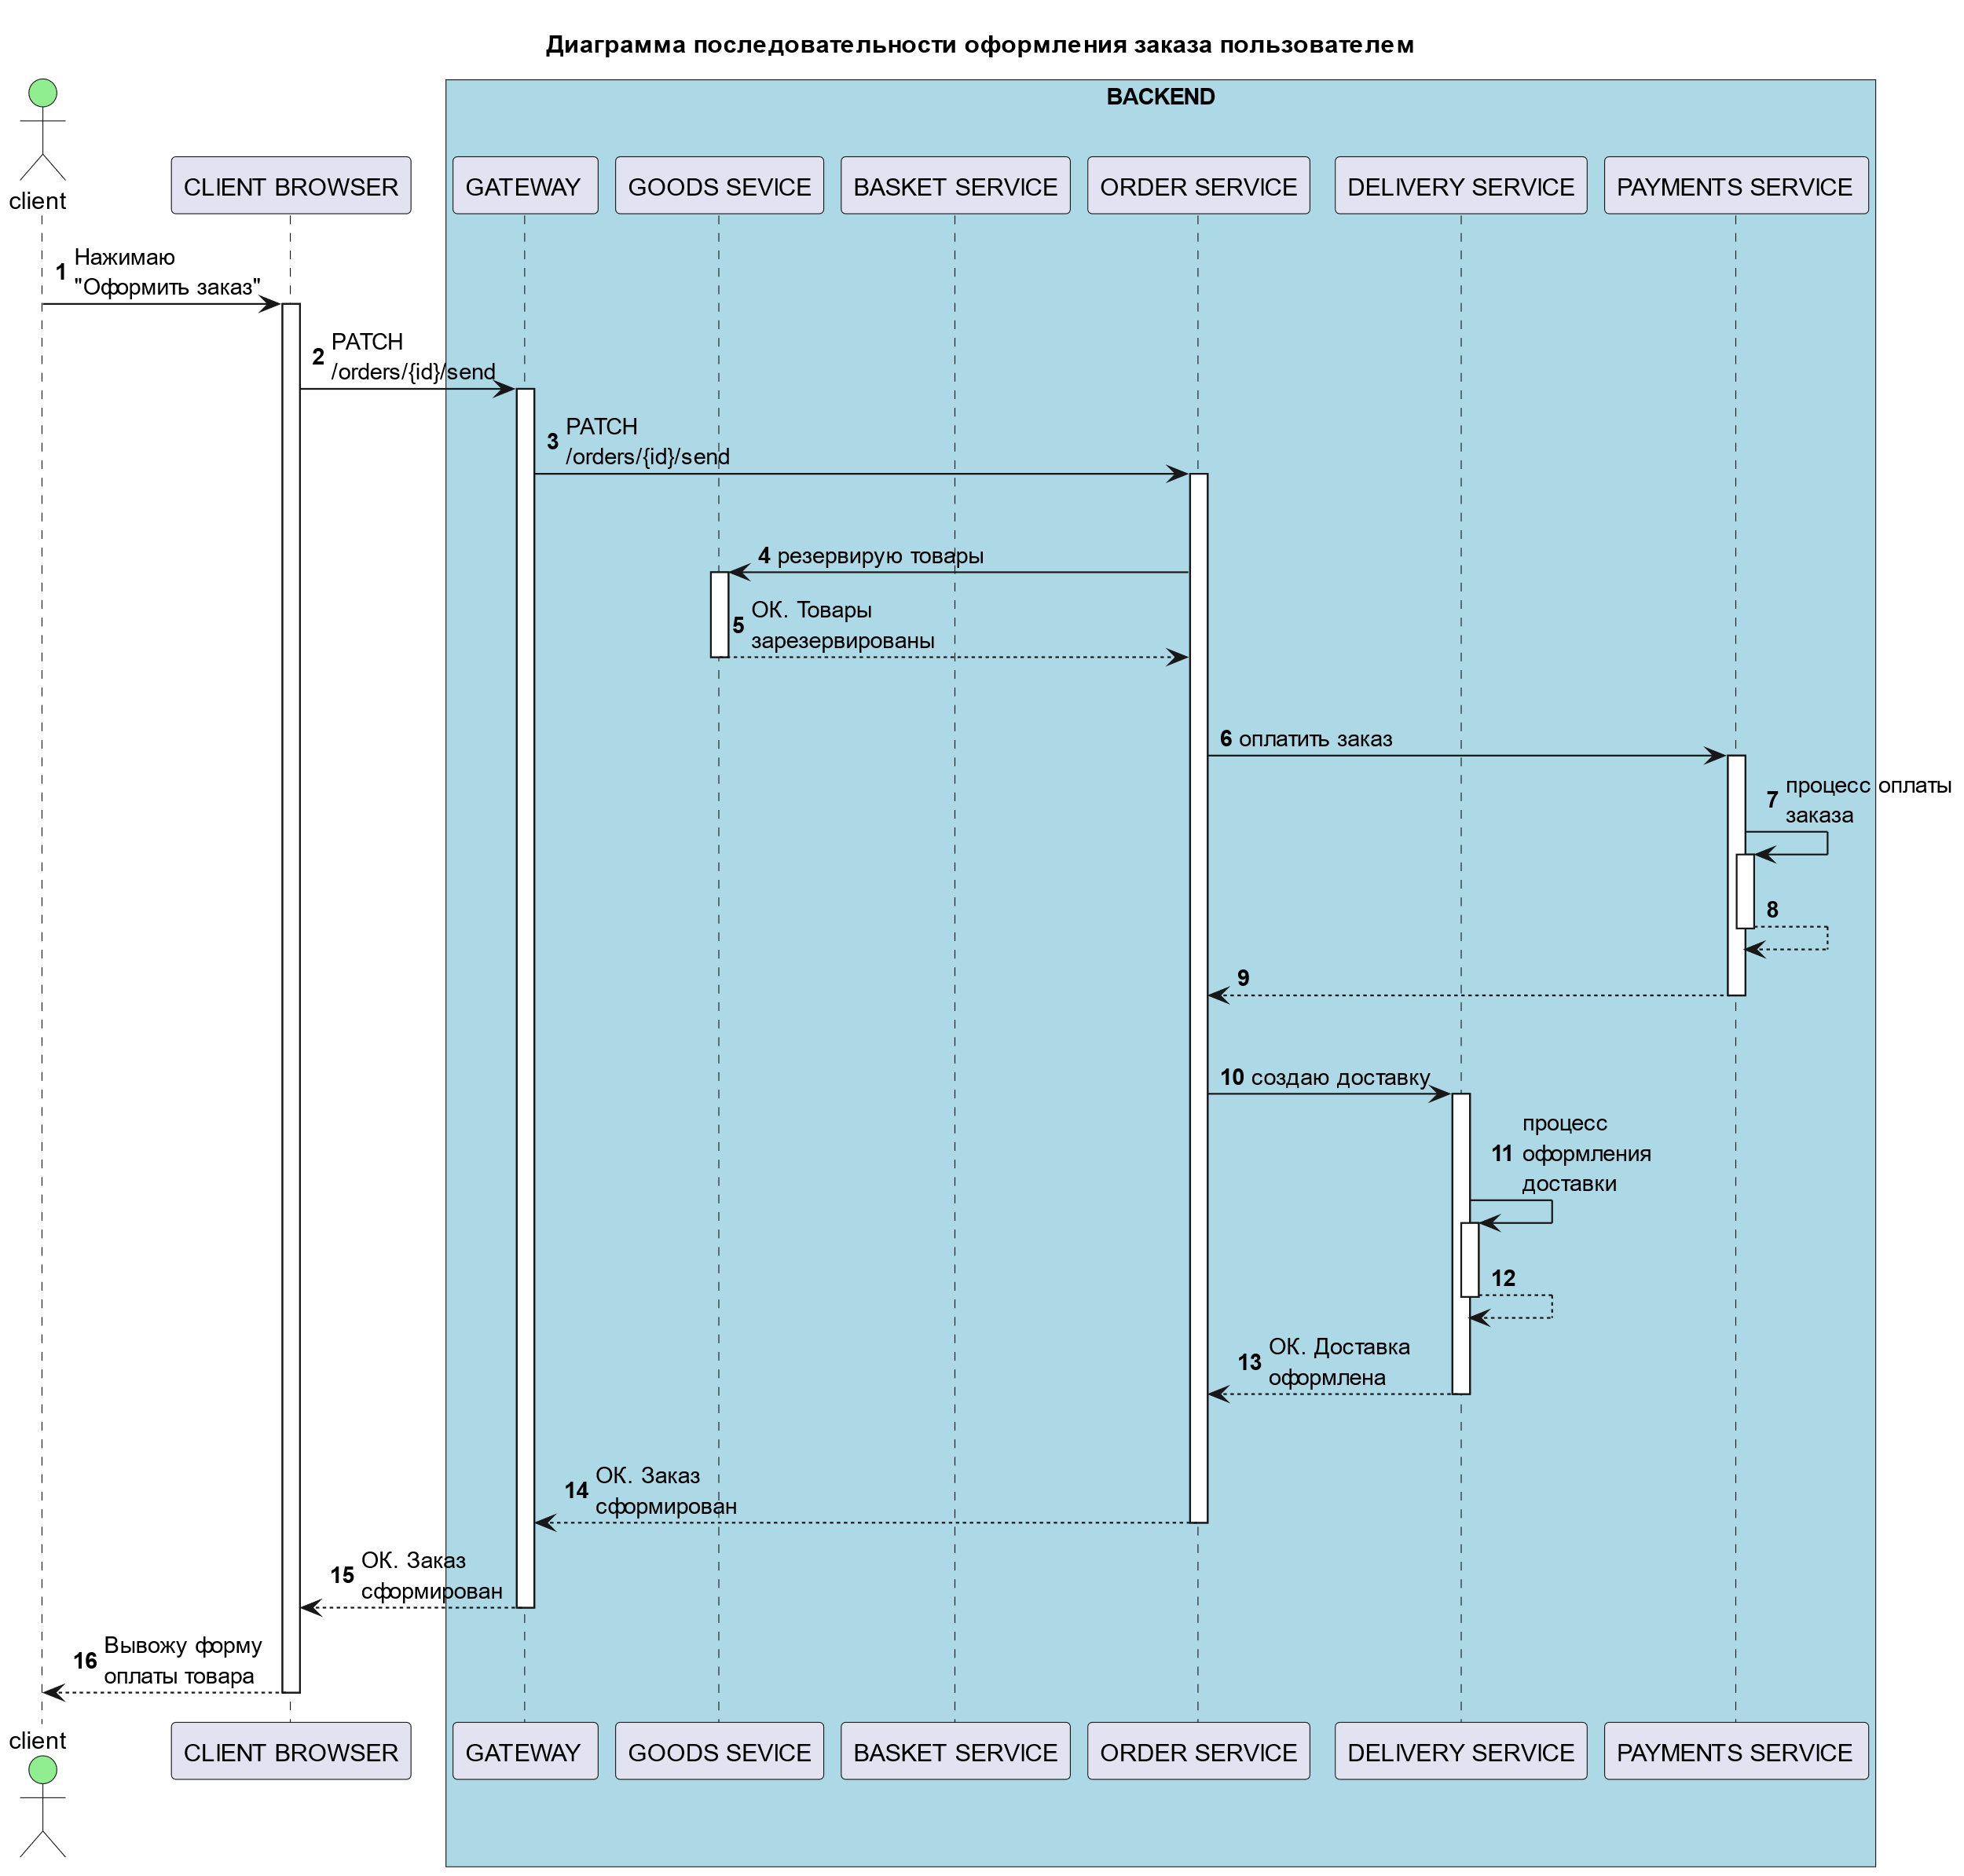 Диаграмма последовательности оформления заказа пользователем
BACKEND
client
CLIENT BROWSER
GATEWAY
GOODS SEVICE
BASKET SERVICE
ORDER SERVICE
DELIVERY SERVICE
PAYMENTS SERVICE
1 Нажимаю
"Оформить заказ"
2 PATCH
/orders/{id}/send
3 PATCH
/orders/{id}/send
4 резервирую товары
5 ОК. Товары
зарезервированы
6 оплатить заказ
7 процесс оплаты
заказа
8
9
10 создаю доставку
11 процесс
оформления
доставки
12
13 ОК. Доставка
оформлена
14 ОК. Заказ
сформирован
15 ОК. Заказ
сформирован
16 Вывожу форму
оплаты товара
client
CLIENT BROWSER
GATEWAY
GOODS SEVICE
BASKET SERVICE
ORDER SERVICE
DELIVERY SERVICE
PAYMENTS SERVICE